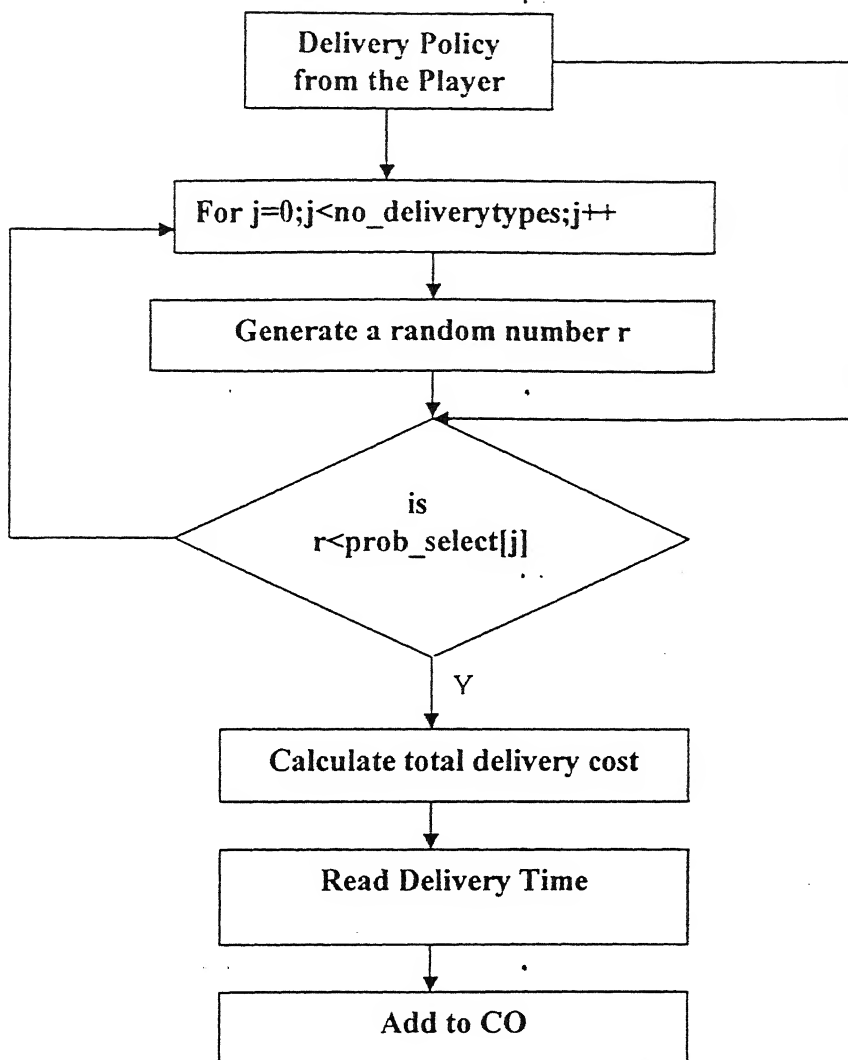 Delivery Policy
from the Player
For j=0;j<no_deliverytypes;j++
Generate a random number r
is
r<prob_select[j]
Y
Calculate total delivery cost
Read Delivery Time
Add to CO